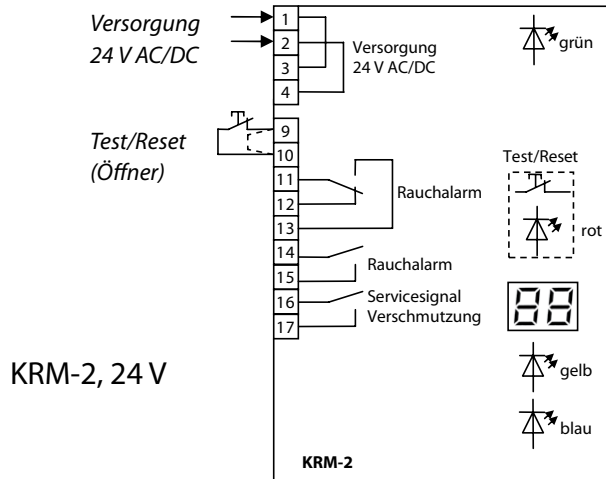 Versorgung
24 V AC/DC
1
2
3
4
Versorgung
24 V AC/DC
grün
Test/Reset
(Öffner)
9
10
11
12
13
14
15
16
17
Rauchalarm
Rauchalarm
Servicesignal
Verschmutzung
Test/Reset
rot
88
gelb
blau
KRM-2, 24 V
KRM-2